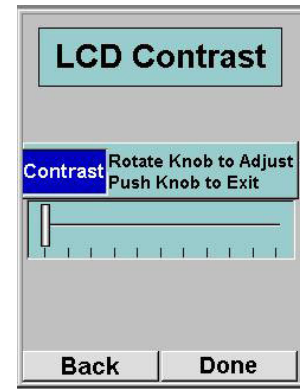 LCD Contrast
Contrast
Rotate Knob to Adjust
Push Knob to Exit
Back
Done